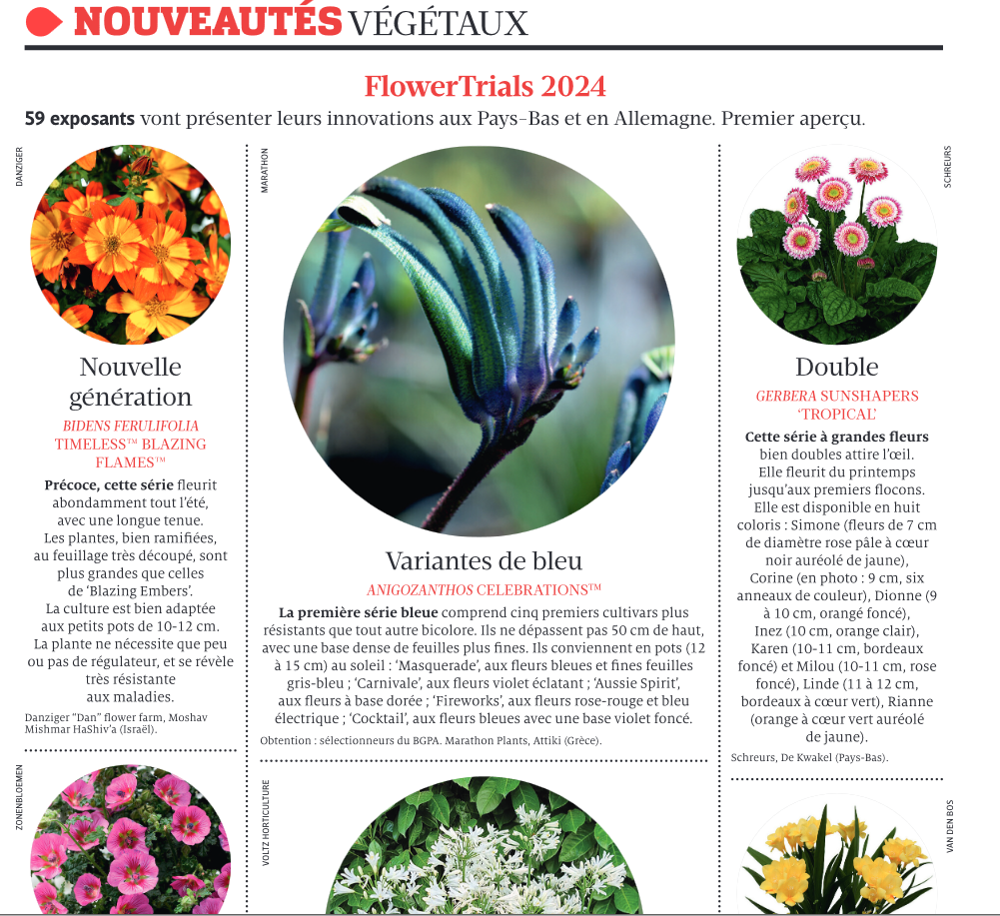 NOUVEAUTÉS VÉGÉTAUX
FlowerTrials 2024
59 exposants vont présenter leurs innovations aux Pays-Bas et en Allemagne. Premier aperçu.
DANZIGER
Nouvelle
génération
BIDENS FERULIFOLIA
TIMELESS™ BLAZING
FLAMES™
Précoce, cette série fleurit
abondamment tout l'été,
avec une longue tenue.
Les plantes, bien ramifiées,
au feuillage très découpé, sont
plus grandes que celles
de ‘Blazing Embers’.
La culture est bien adaptée
aux petits pots de 10-12 cm.
La plante ne nécessite que peu
ou pas de régulateur, et se révèle
très résistante
aux maladies.
Danziger “Dan” flower farm, Moshav
Mishmar HaShiv’a (Israël).
MARATHON
Variantes de bleu
ANIGOZANTHOS CELEBRATIONS™
La première série bleue comprend cinq premiers cultivars plus
résistants que tout autre bicolore. Ils ne dépassent pas 50 cm de haut,
avec une base dense de feuilles plus fines. Ils conviennent en pots (12
à 15 cm) au soleil : ‘Masquerade’, aux fleurs bleues et fines feuilles
gris-bleu ; ‘Carnivale’, aux fleurs violet éclatant ; ‘Aussie Spirit’,
aux fleurs à base dorée ; ‘Fireworks’, aux fleurs rose-rouge et bleu
électrique ; ‘Cocktail’, aux fleurs bleues avec une base violet foncé.
Obtention : sélectionneurs du BGPA. Marathon Plants, Attiki (Grèce).
SCHREURS
Double
GERBERA SUNSHAPERS
‘TROPICAL’
Cette série à grandes fleurs
bien doubles attire l’œil.
Elle fleurit du printemps
jusqu’aux premiers flocons.
Elle est disponible en huit
coloris : Simone (fleurs de 7 cm
de diamètre rose pâle à cœur
noir auréolé de jaune),
Corine (en photo : 9 cm, six
anneaux de couleur), Dionne (9
à 10 cm, orangé foncé),
Inez (10 cm, orange clair),
Karen (10-11 cm, bordeaux
foncé) et Milou (10-11 cm, rose
foncé), Linde (11 à 12 cm,
bordeaux à cœur vert), Rianne
(orange à cœur vert auréolé
de jaune).
Schreurs, De Kwakel (Pays-Bas).
ZONENBLOEMEN
VOLTZ HORTICULTURE
VAN DEN BOS